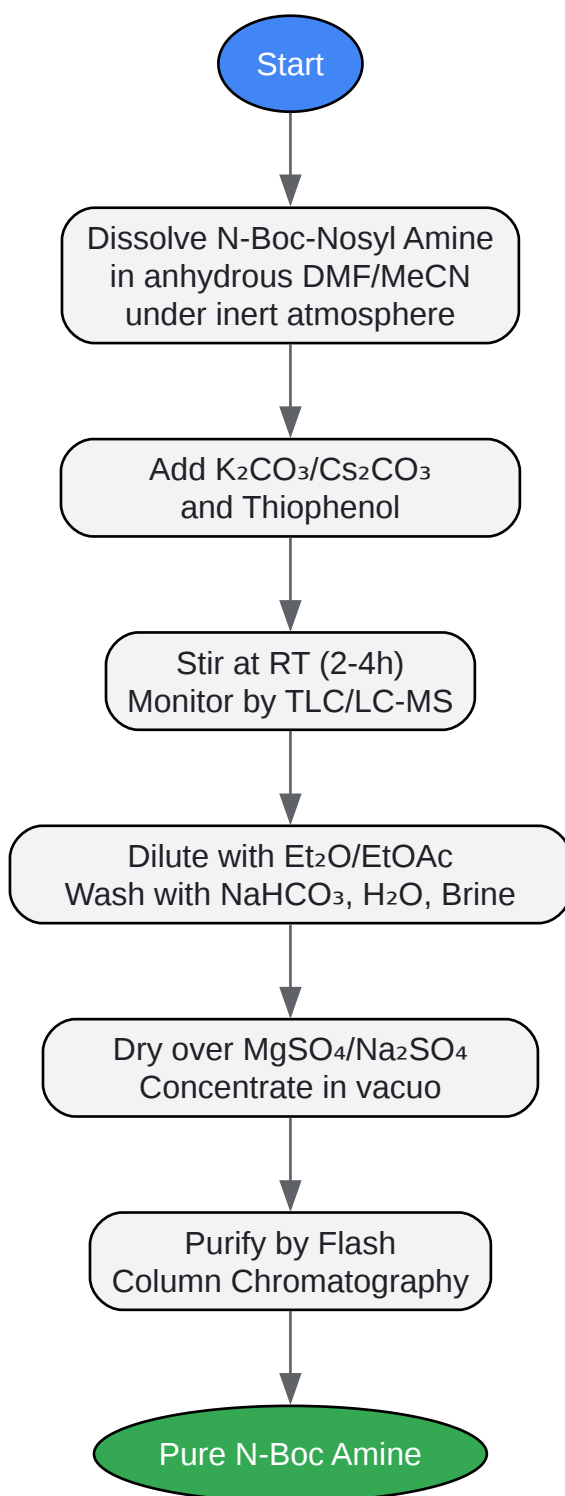 Start
Dissolve N-Boc-Nosyl Amine
in anhydrous DMF/MeCN
under inert atmosphere
Add K₂CO₃/Cs₂CO₃
and Thiophenol
Stir at RT (2-4h)
Monitor by TLC/LC-MS
Dilute with Et₂O/EtOAc
Wash with NaHCO₃, H₂O, Brine
Dry over MgSO₄/Na₂SO₄
Concentrate in vacuo
Purify by Flash
Column Chromatography
Pure N-Boc Amine